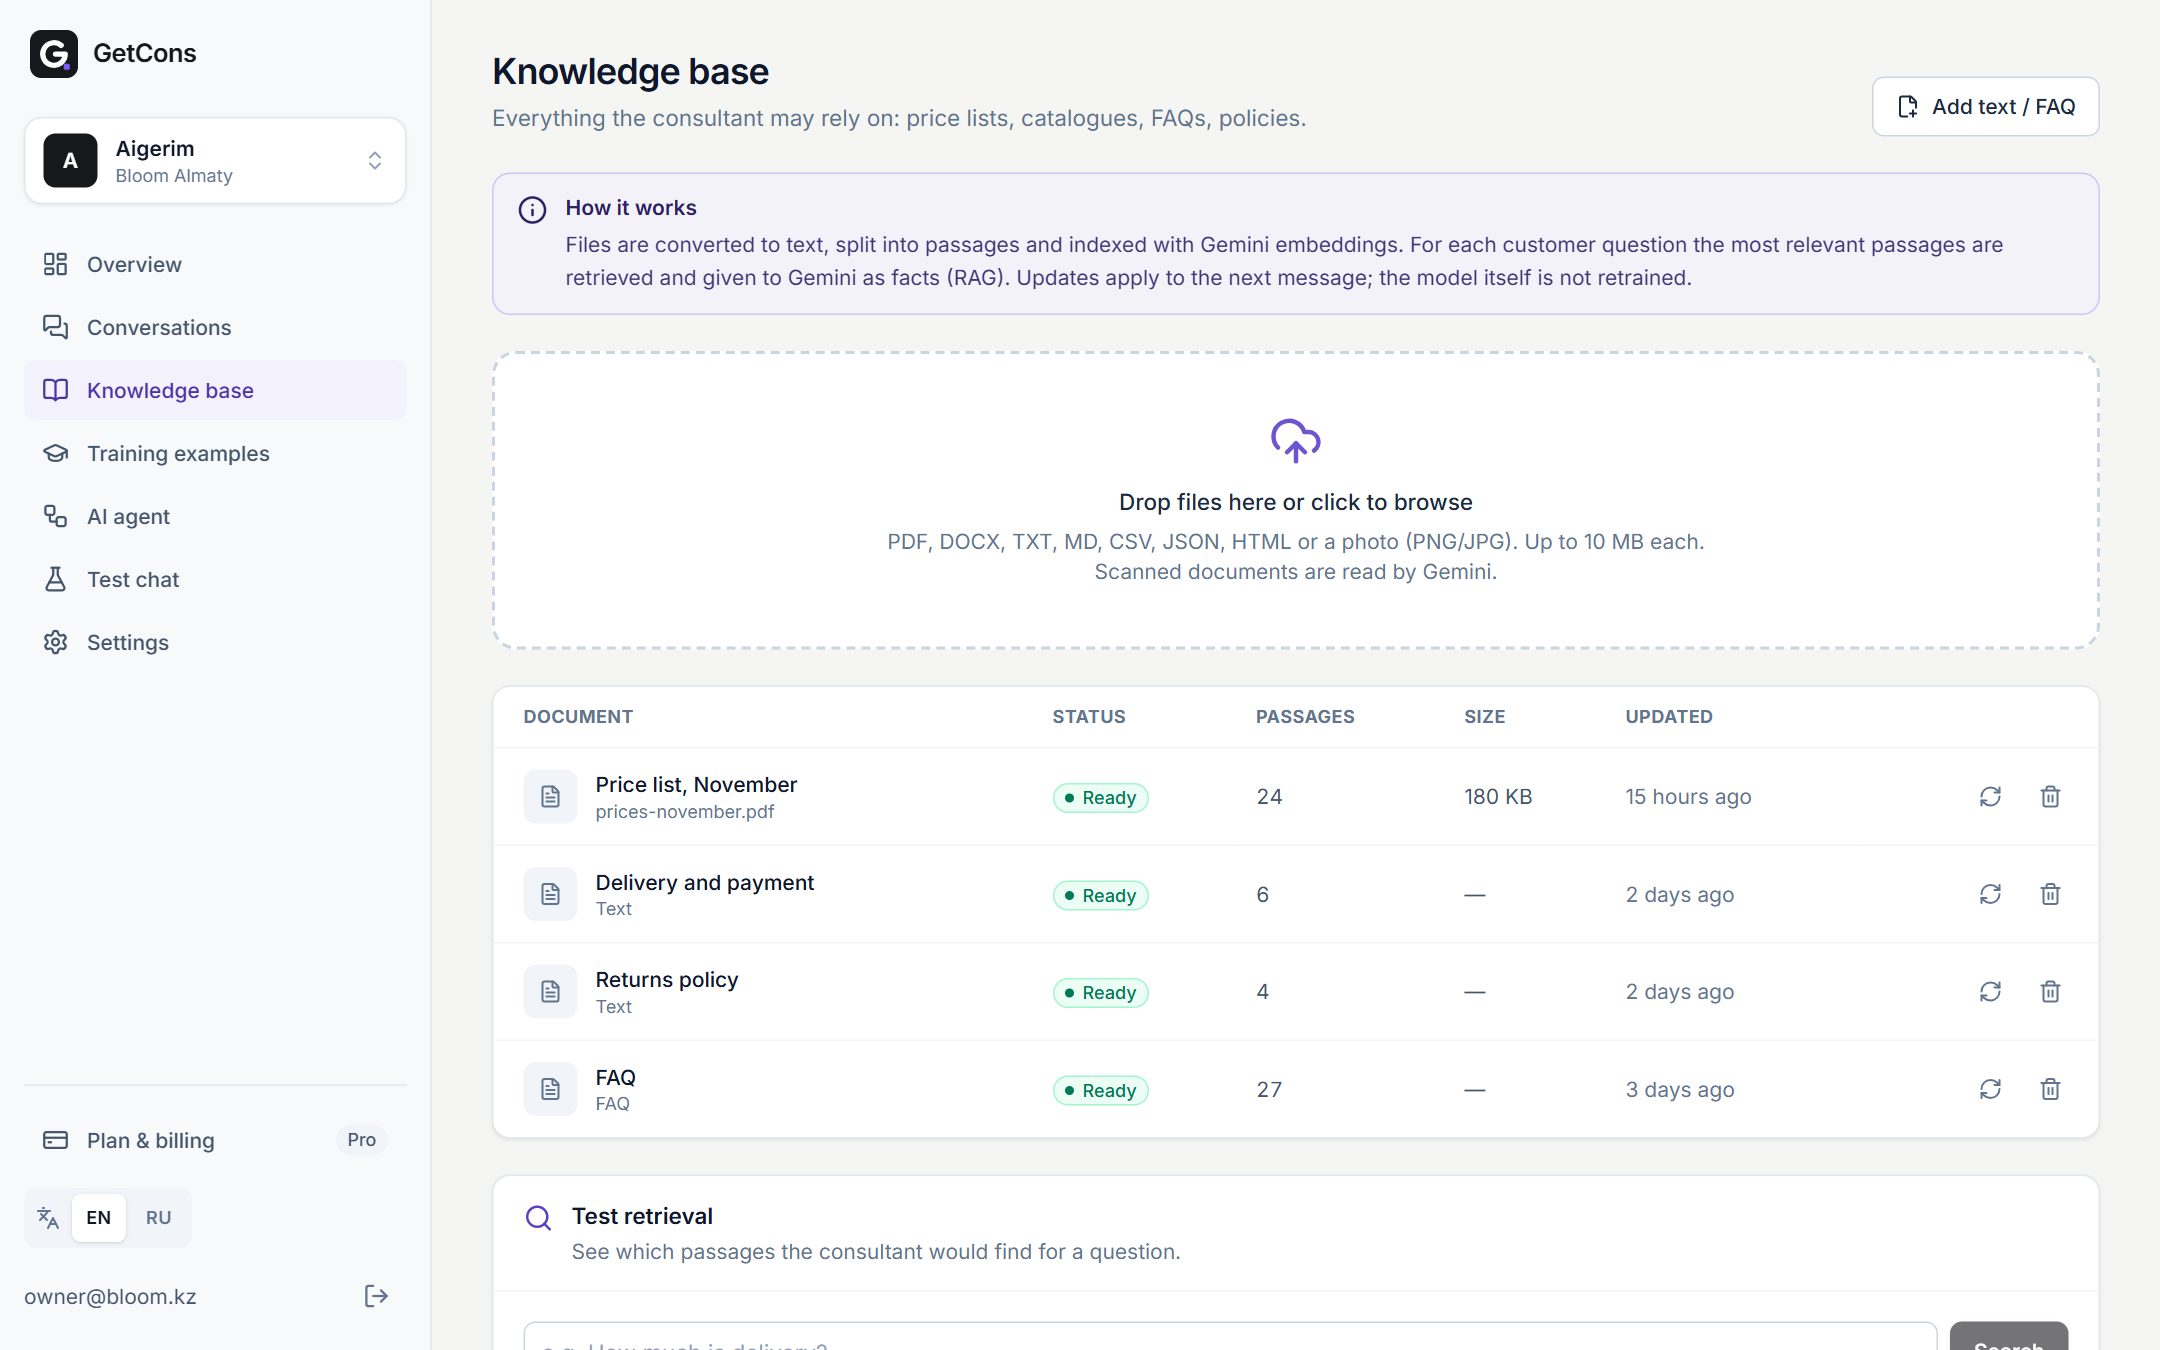 GetCons
A
Aigerim
Bloom Almaty
Overview
Conversations
Knowledge base
Training examples
AI agent
Test chat
Settings
Plan & billing
Pro
EN
RU
owner@bloom.kz
Knowledge base
Everything the consultant may rely on: price lists, catalogues, FAQs, policies.
Add text / FAQ
How it works
Files are converted to text, split into passages and indexed with Gemini embeddings. For each customer question the most relevant passages are
retrieved and given to Gemini as facts (RAG). Updates apply to the next message; the model itself is not retrained.
Drop files here or click to browse
PDF, DOCX, TXT, MD, CSV, JSON, HTML or a photo (PNG/JPG). Up to 10 MB each.
Scanned documents are read by Gemini.
DOCUMENT STATUS PASSAGES SIZE UPDATED
Price list, November
prices-november.pdf
Ready 24 180 KB 15 hours ago
Delivery and payment
Text
Ready 6 — 2 days ago
Returns policy
Text
Ready 4 — 2 days ago
FAQ
FAQ
Ready 27 — 3 days ago
Test retrieval
See which passages the consultant would find for a question.
e.g. How much is delivery?
Search